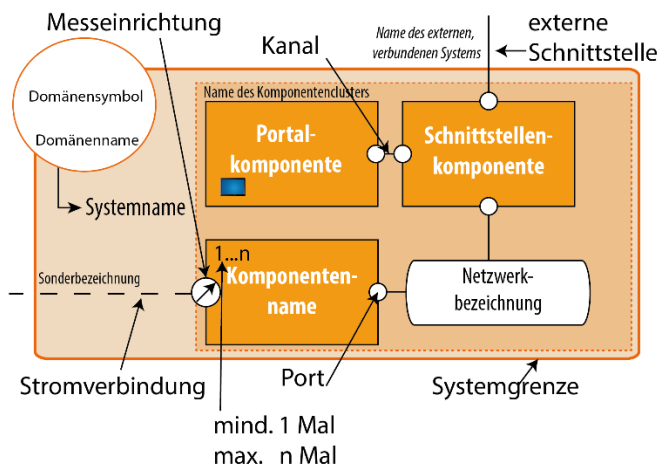 Messeinrichtung
Kanal
Name des externen,
verbundenen Systems
externe
Schnittstelle
Domänensymbol
Domänenname
Systemname
Name des Komponentenclusters
Portal-
komponente
Schnittstellen-
komponente
1...n
Komponenten-
name
Netzwerk-
bezeichnung
Sonderbezeichnung
Stromverbindung
Port
Systemgrenze
mind. 1 Mal
max. n Mal